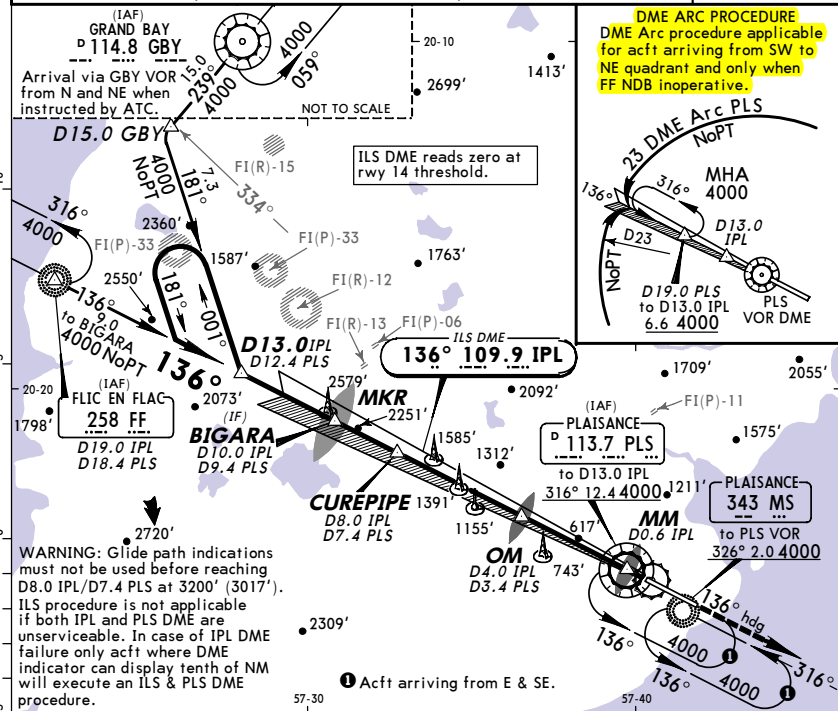 (IAF)
GRAND BAY
D 114.8 GBY
Arrival via GBY VOR
from N and NE when
instructed by ATC.
15.0
239°
4000
4000
059°
NOT TO SCALE
20-10
2699'
1413'
DME ARC PROCEDURE
DME Arc procedure applicable
for acft arriving from SW to
NE quadrant and only when
FF NDB inoperative.
23 DME Arc PLS
NoPT
MHA
4000
316°
136°
D13.0
IPL
D23
NoPT
D19.0 PLS
to D13.0 IPL
6.6 4000
PLS
VOR DME
D15.0 GBY
FI(R)-15
ILS DME reads zero at
rwy 14 threshold.
7.3
4000
181°
NoPT
334°
316°
4000
2360'
FI(P)-33
FI(P)-33
1587'
1763'
FI(R)-12
2550'
181°
001°
136°
9.0
to BIGARA
4000 NoPT
136°
FI(R)-13
FI(P)-06
D13.0 IPL
D12.4 PLS
ILS DME
136° 109.9 IPL
1709'
2055'
20-20
(IAF)
FLIC EN FLAC
258 FF
D19.0 IPL
D18.4 PLS
1798'
2073'
2579'
MKR
2251'
2092'
FI(P)-11
(IF)
BIGARA
D10.0 IPL
D9.4 PLS
1585'
1312'
(IAF)
PLAISANCE
D 113.7 PLS
to D13.0 IPL
316° 12.4 4000
1575'
1211'
PLAISANCE
343 MS
to PLS VOR
326° 2.0 4000
CUREPIPE
D8.0 IPL
D7.4 PLS
1391'
1155'
617'
MM
D0.6 IPL
OM
D4.0 IPL
D3.4 PLS
743'
2720'
WARNING: Glide path indications
must not be used before reaching
D8.0 IPL/D7.4 PLS at 3200' (3017').
ILS procedure is not applicable
if both IPL and PLS DME are
unserviceable. In case of IPL DME
failure only acft where DME
indicator can display tenth of NM
will execute an ILS & PLS DME
procedure.
2309'
136° hdg
136°
4000
1
316°
136°
4000
1
1 Acft arriving from E & SE.
57-30
57-40